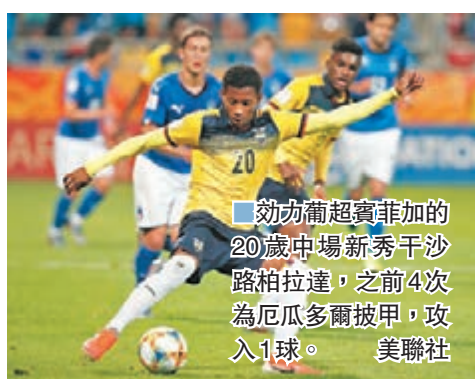 20
■効力葡超賓菲加的
20歲中場新秀干沙
路柏拉達，之前4次
為厄瓜多爾披甲，攻
入1球。 美聯社